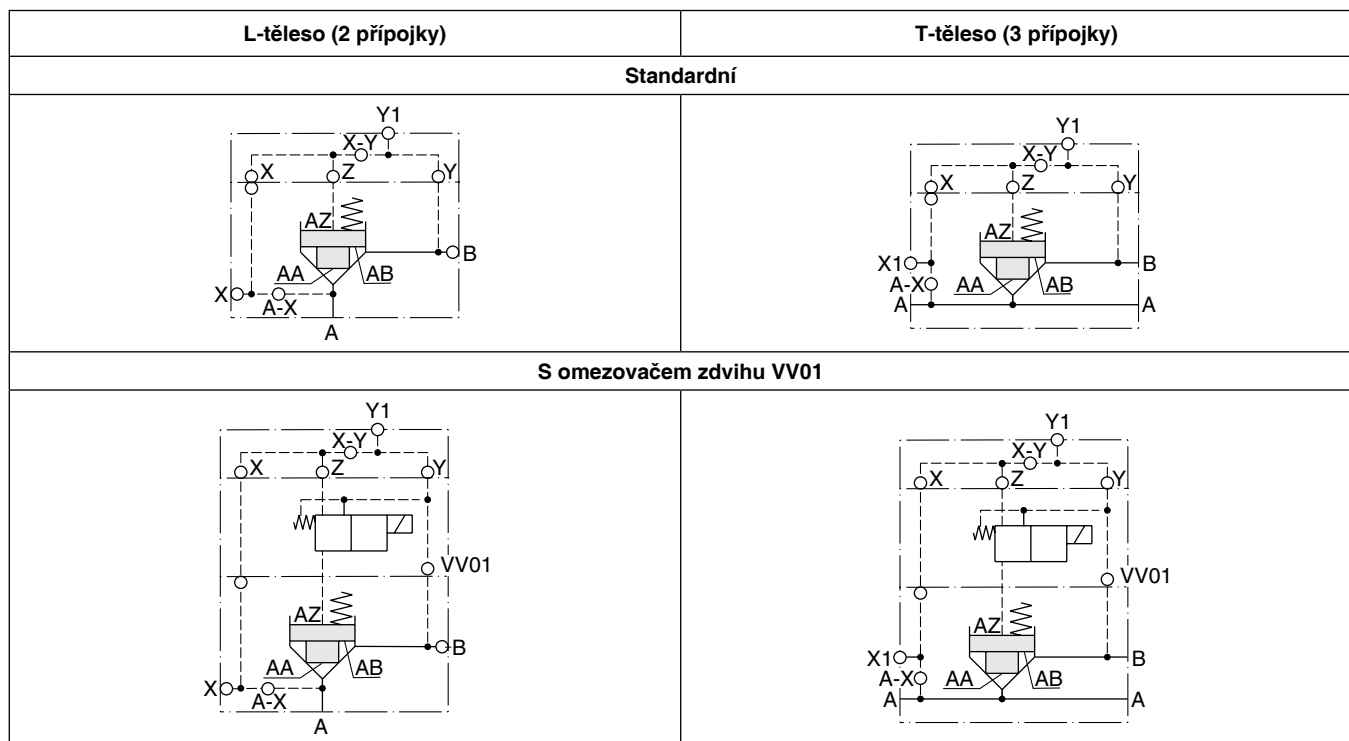 L-těleso (2 přípojky)
T-těleso (3 přípojky)
Standardní
Y1
X-Y
X
Z
Y
AZ
B
AA
AB
X
A-X
A
Y1
X-Y
X
Z
Y
AZ
X1
B
AA
AB
A-X
A
A
S omezovačem zdvihu VV01
Y1
X-Y
X
Z
Y
VV01
AZ
B
AA
AB
X
A-X
A
Y1
X-Y
X
Z
Y
VV01
AZ
X1
B
AA
AB
A-X
A
A